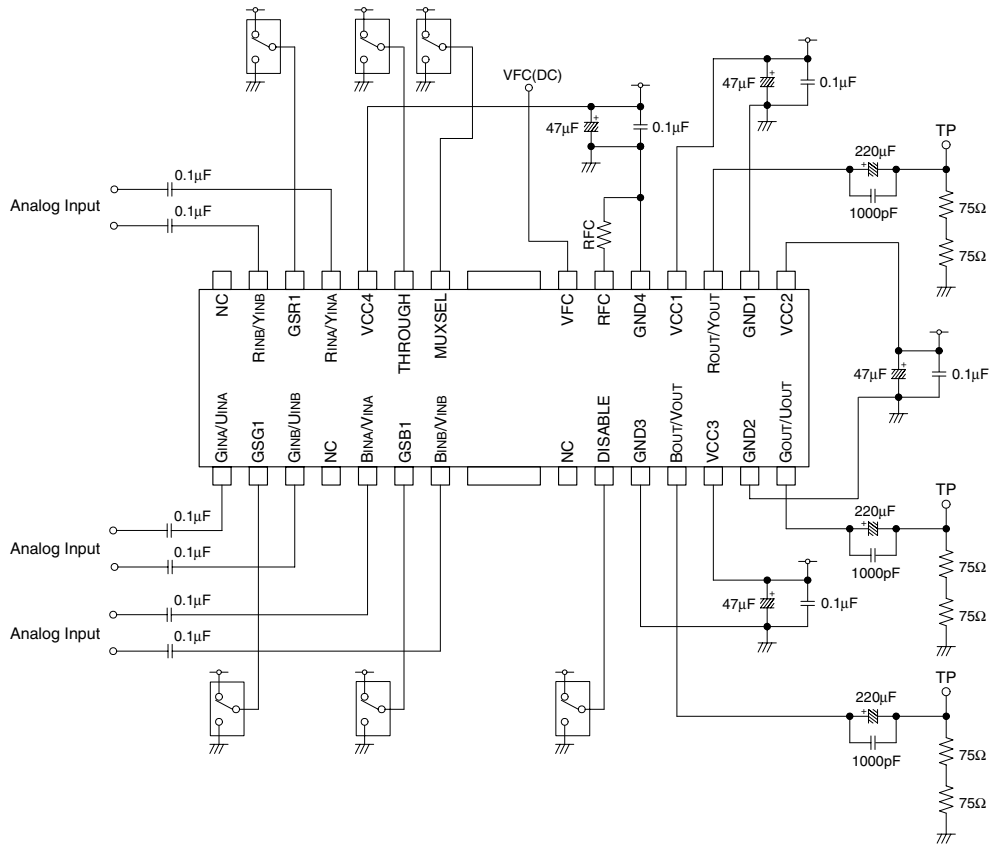 VFC(DC)
47µF
0.1µF
47µF
0.1µF
TP
220µF
1000pF
75Ω
75Ω
Analog Input
0.1µF
0.1µF
RFC
NC
RINB/YINB
GSR1
RINA/YINA
VCC4
THROUGH
MUXSEL
VFC
RFC
GND4
VCC1
ROUT/YOUT
GND1
VCC2
47µF
0.1µF
GINA/UINA
GSG1
GINB/UINB
NC
BINA/VINA
GSB1
BINB/VINB
NC
DISABLE
GND3
BOUT/VOUT
VCC3
GND2
GOUT/UOUT
Analog Input
0.1µF
0.1µF
TP
220µF
1000pF
75Ω
75Ω
Analog Input
0.1µF
0.1µF
47µF
0.1µF
TP
220µF
1000pF
75Ω
75Ω